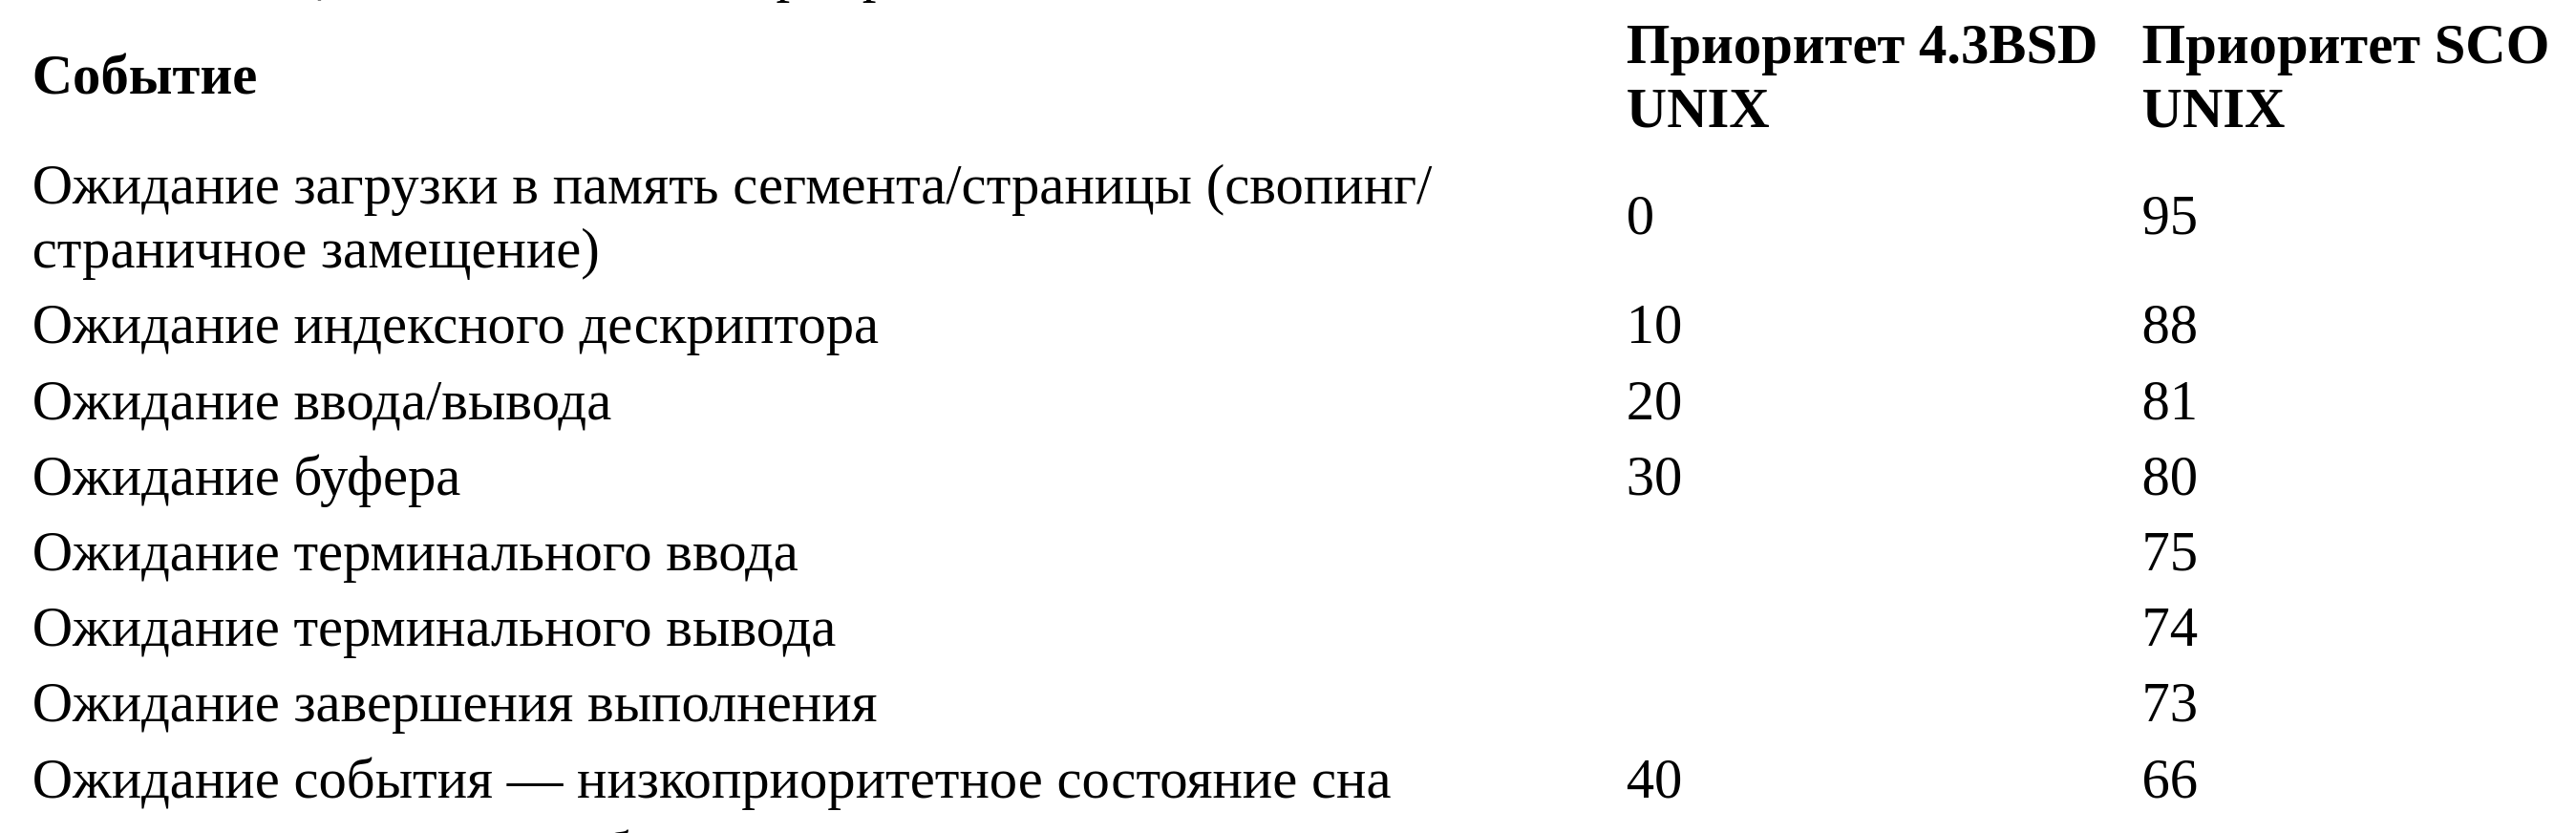 Событие
Приоритет 4.3BSD
UNIX
Приоритет SCO
UNIX
Ожидание загрузки в память сегмента/страницы (свопинг/
страничное замещение)
0
95
Ожидание индексного дескриптора
10
88
Ожидание ввода/вывода
20
81
Ожидание буфера
30
80
Ожидание терминального ввода
75
Ожидание терминального вывода
74
Ожидание завершения выполнения
73
Ожидание события — низкоприоритетное состояние сна
40
66